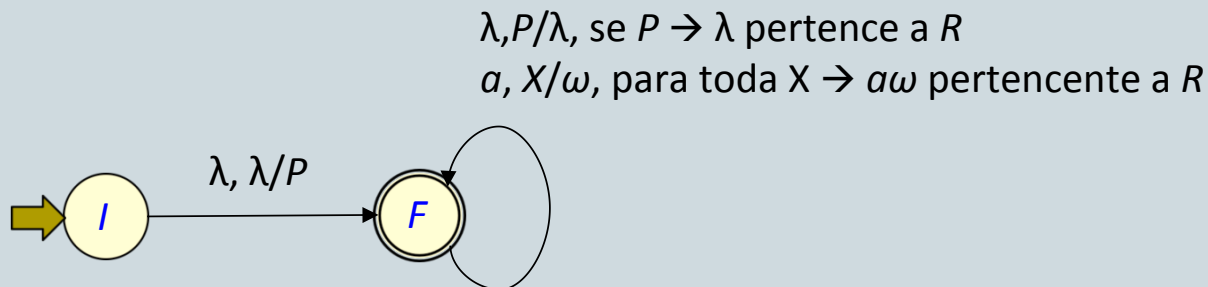 λ,P/λ, se P → λ pertence a R
a, X/ω, para toda X → aω pertencente a R
λ, λ/P
I
F